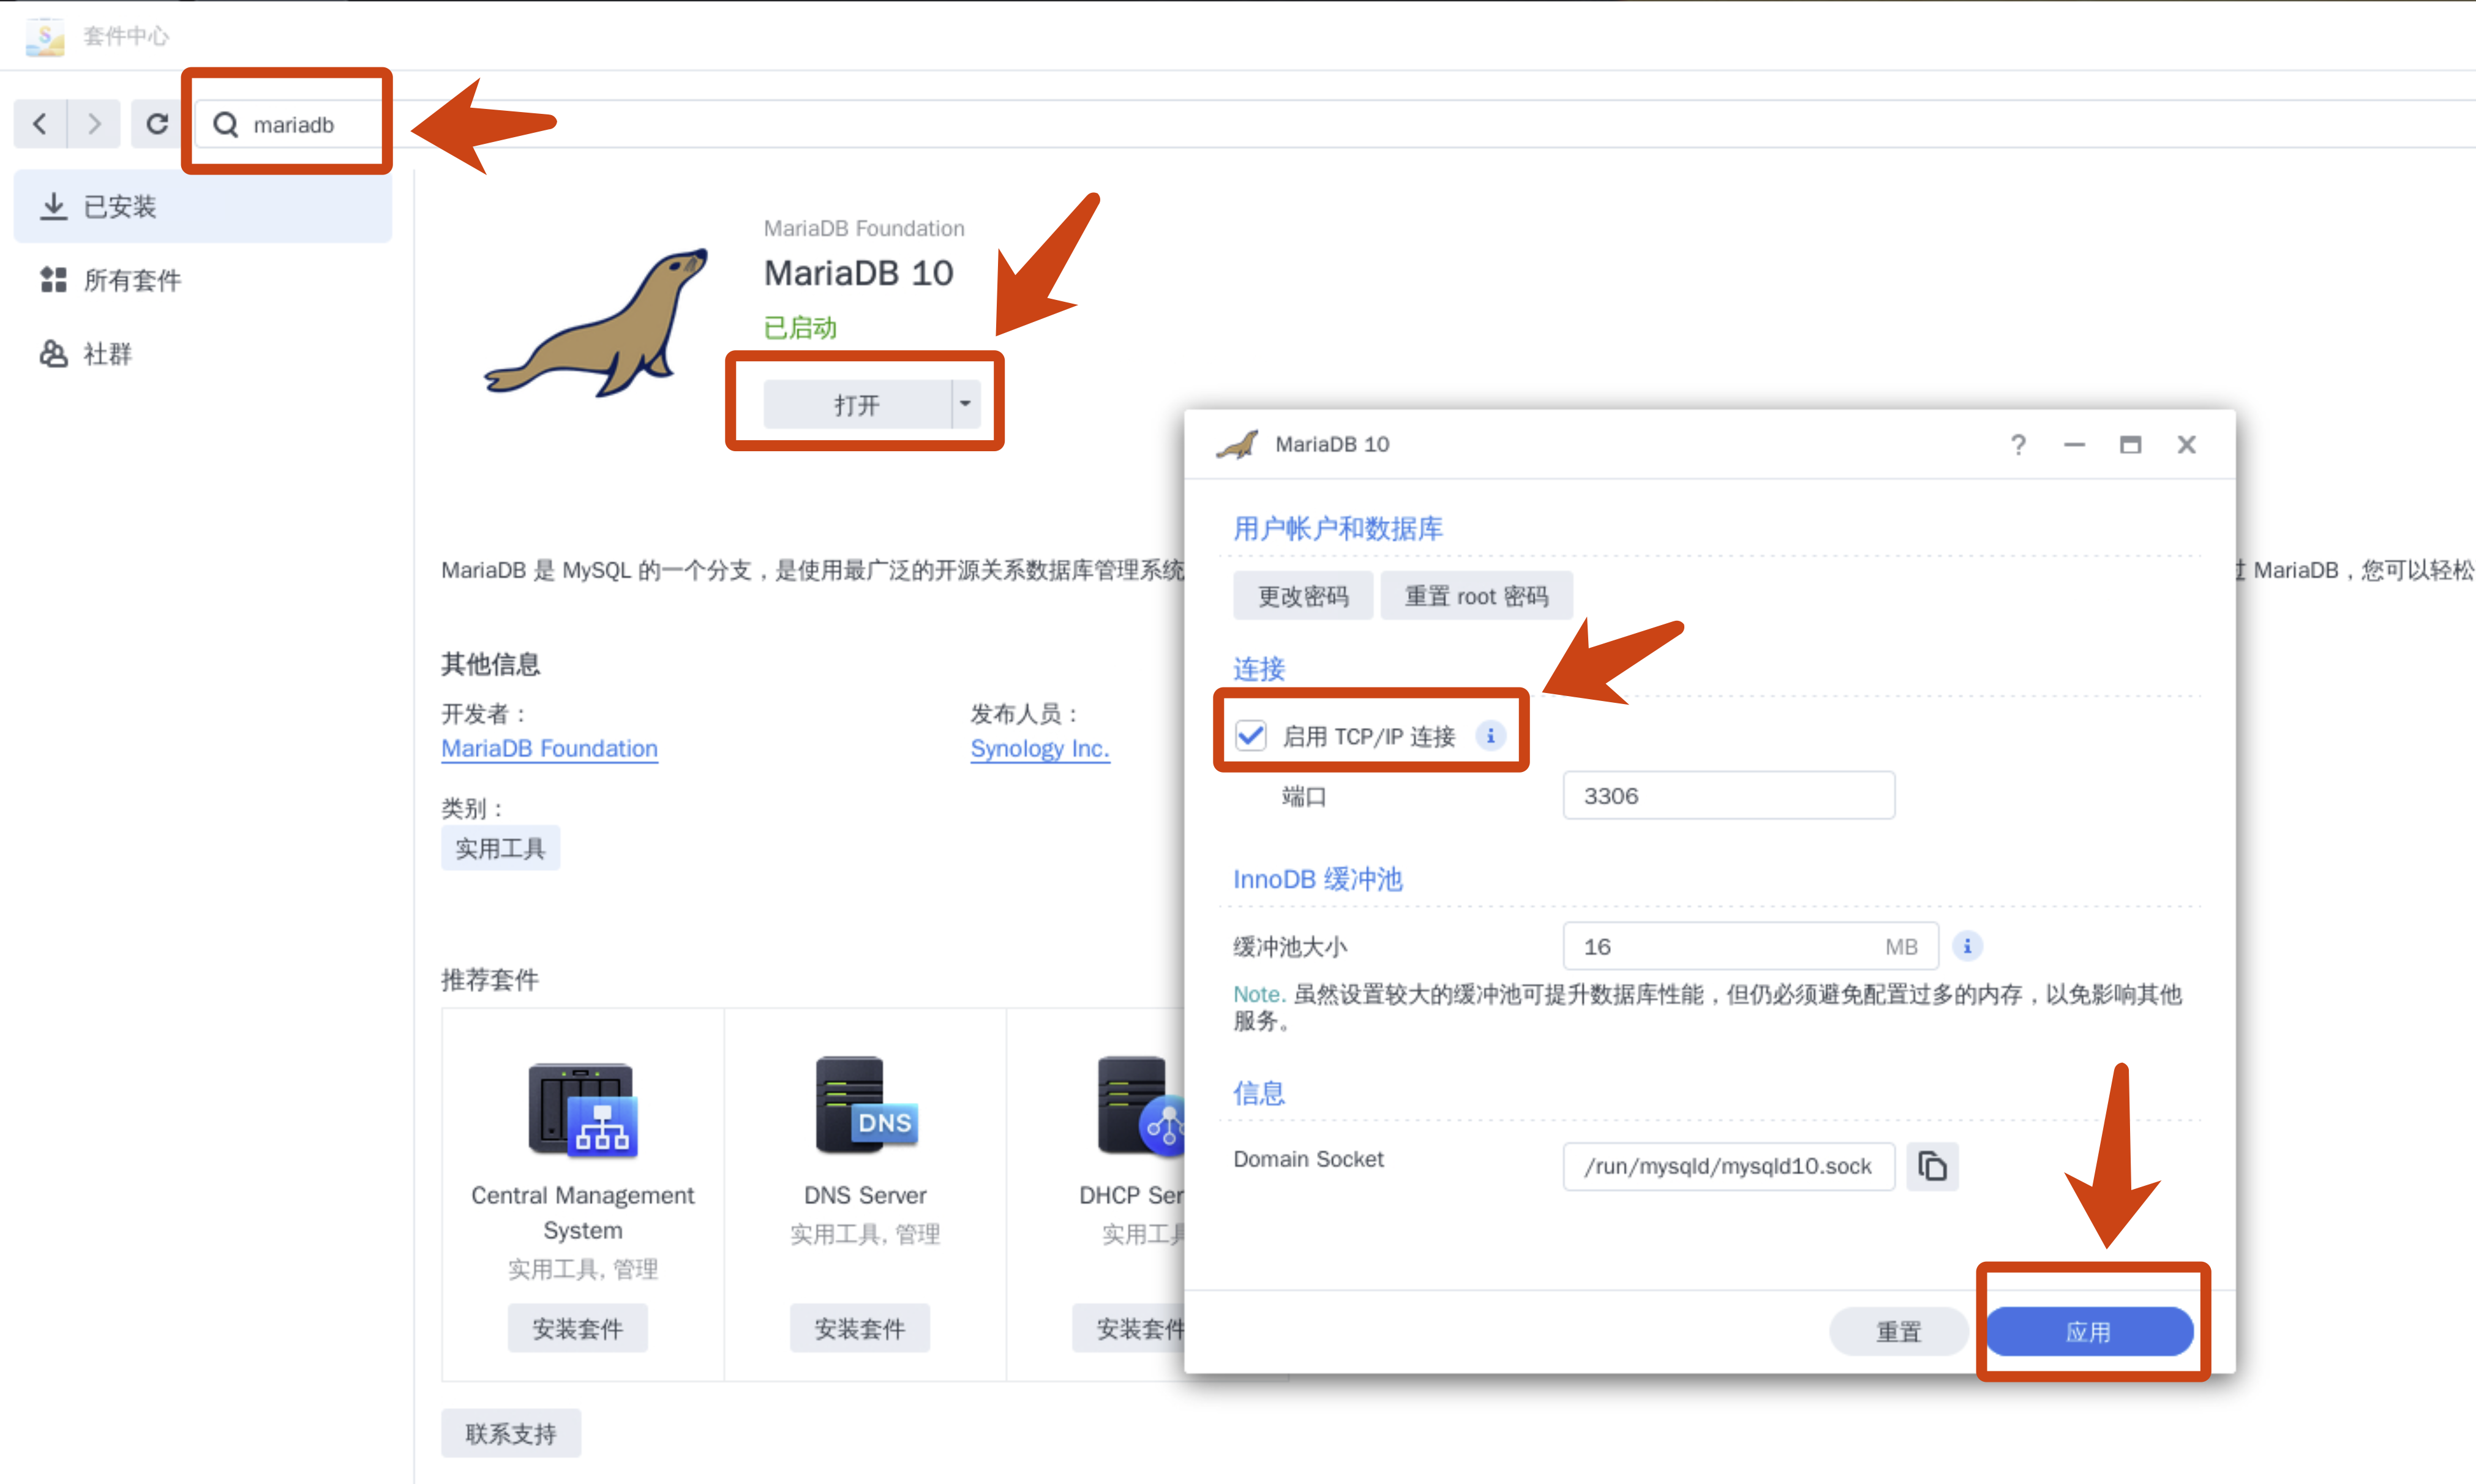 套件中心
mariadb
已安装
所有套件
社群
MariaDB Foundation
MariaDB 10
已启动
打开
MariaDB 是 MySQL 的一个分支，是使用最广泛的开源关系数据库管理系统
过 MariaDB，您可以轻松
其他信息
开发者：
MariaDB Foundation
发布人员：
Synology Inc.
类别：
实用工具
推荐套件
Central Management
System
实用工具, 管理
安装套件
DNS
DNS Server
实用工具, 管理
安装套件
DHCP Ser
实用工具
安装套件
联系支持
MariaDB 10
用户帐户和数据库
更改密码
重置 root 密码
连接
启用 TCP/IP 连接
端口
3306
InnoDB 缓冲池
缓冲池大小
16 MB
Note. 虽然设置较大的缓冲池可提升数据库性能，但仍必须避免配置过多的内存，以免影响其他
服务。
信息
Domain Socket
/run/mysqld/mysqld10.sock
重置
应用